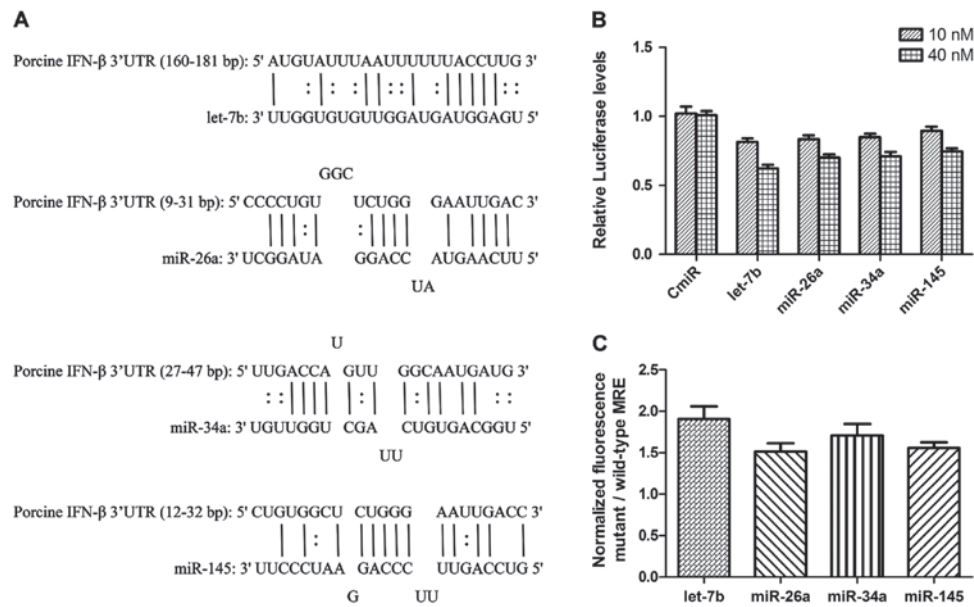 A
Porcine IFN-β 3'UTR (160-181 bp): 5' AUGUAUUUAAUUUUUUACCUUG 3'
let-7b: 3' UUGGUGUGUUGGAUGAUGGAGU 5'
GGC
Porcine IFN-β 3'UTR (9-31 bp): 5' CCCCUGU UCUGG GAAUUGAC 3'
miR-26a: 3' UCGGAUA GGACC AUGAACUU 5'
UA
U
Porcine IFN-β 3'UTR (27-47 bp): 5' UUGACCA GUU GGCAAUGAUG 3'
miR-34a: 3' UGUUGGU CGA CUGUGACGGU 5'
UU
Porcine IFN-β 3'UTR (12-32 bp): 5' CUGUGGCU CUGGG AAUUGACC 3'
miR-145: 3' UUCCCUAA GACCC UUGACCUG 5'
G UU
B
10 nM
40 nM
Relative Luciferase levels
1.5
1.0
0.5
0.0
CmiR let-7b miR-26a miR-34a miR-145
C
Normalized fluorescence
mutant / wild-type MRE
2.5
2.0
1.5
1.0
0.5
0.0
let-7b miR-26a miR-34a miR-145